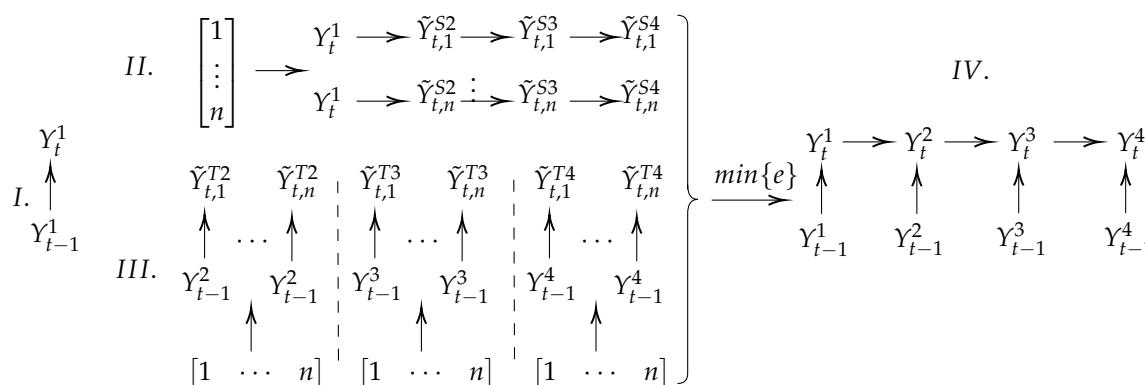 I.
Y_t^1
Y_{t-1}^1
II.
[1 ⋮ n]
Y_t^1 → Ỹ_{t,1}^{S2} → Ỹ_{t,1}^{S3} → Ỹ_{t,1}^{S4}
⋮
Y_t^1 → Ỹ_{t,n}^{S2} → Ỹ_{t,n}^{S3} → Ỹ_{t,n}^{S4}
III.
Ỹ_{t,1}^{T2} Ỹ_{t,n}^{T2} Ỹ_{t,1}^{T3} Ỹ_{t,n}^{T3} Ỹ_{t,1}^{T4} Ỹ_{t,n}^{T4}
⋯ ⋯ ⋯
Y_{t-1}^2 Y_{t-1}^2 Y_{t-1}^3 Y_{t-1}^3 Y_{t-1}^4 Y_{t-1}^4
[1 ⋯ n] [1 ⋯ n] [1 ⋯ n]
min{e}
IV.
Y_t^1 → Y_t^2 → Y_t^3 → Y_t^4
Y_{t-1}^1 Y_{t-1}^2 Y_{t-1}^3 Y_{t-1}^4